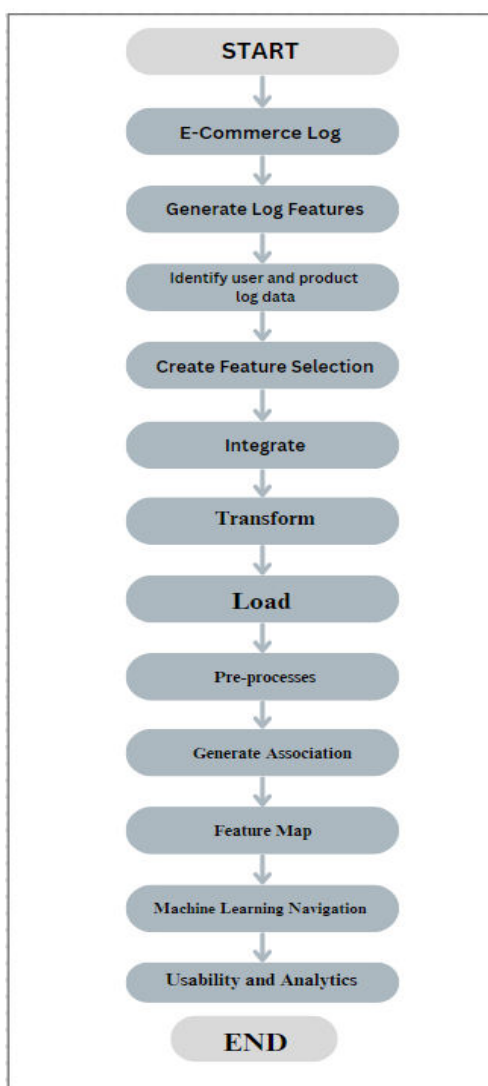 START
E-Commerce Log
Generate Log Features
Identify user and product
log data
Create Feature Selection
Integrate
Transform
Load
Pre-processes
Generate Association
Feature Map
Machine Learning Navigation
Usability and Analytics
END